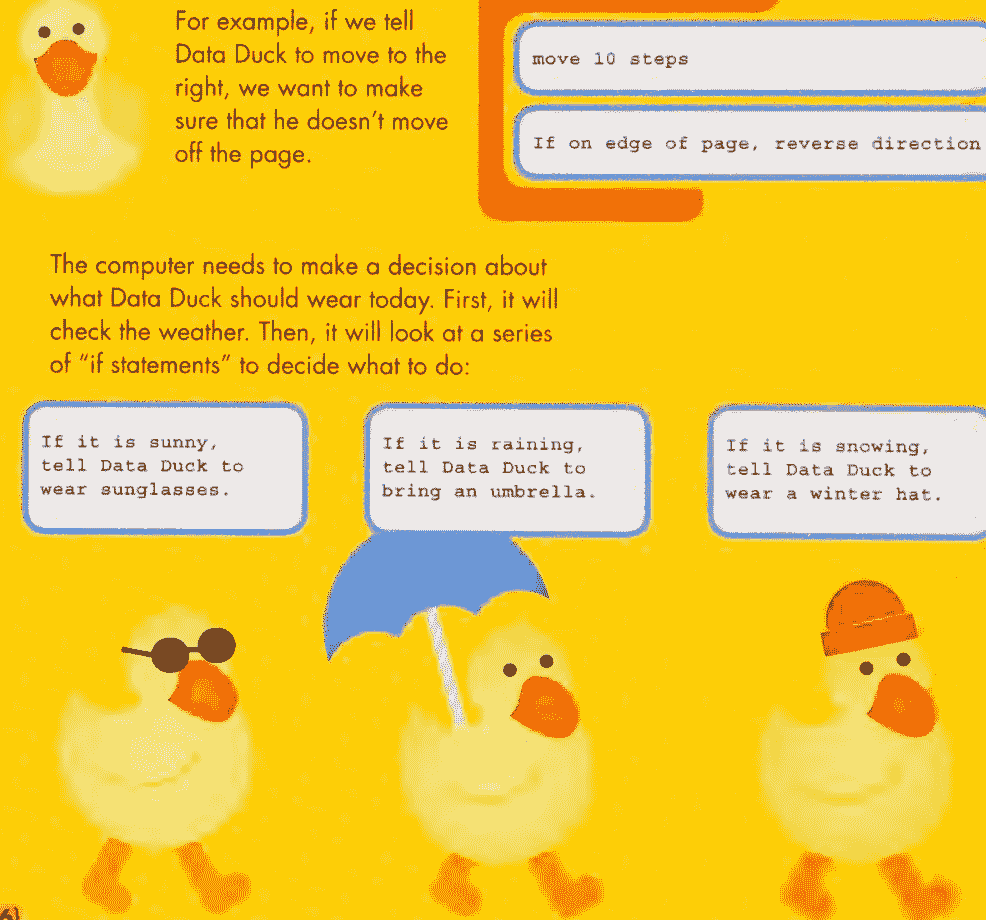 For example, if we tell
Data Duck to move to the
right, we want to make
sure that he doesn't move
off the page.
move 10 steps
If on edge of page, reverse direction
The computer needs to make a decision about
what Data Duck should wear today. First, it will
check the weather. Then, it will look at a series
of "if statements" to decide what to do:
If it is sunny,
tell Data Duck to
wear sunglasses.
If it is raining,
tell Data Duck to
bring an umbrella.
If it is snowing,
tell Data Duck to
wear a winter hat.